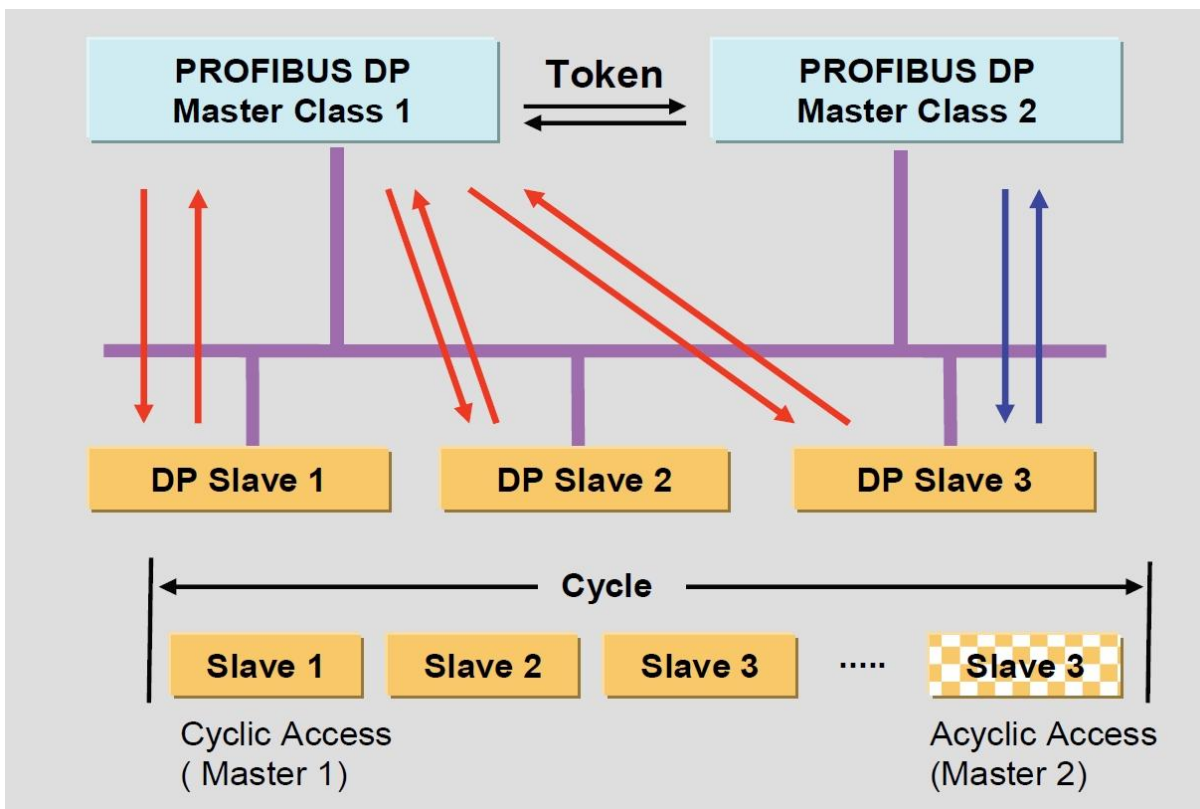 PROFIBUS DP
Master Class 1
Token
PROFIBUS DP
Master Class 2
DP Slave 1
DP Slave 2
DP Slave 3
Cycle
Slave 1
Slave 2
Slave 3
.....
Slave 3
Cyclic Access
( Master 1)
Acyclic Access
(Master 2)